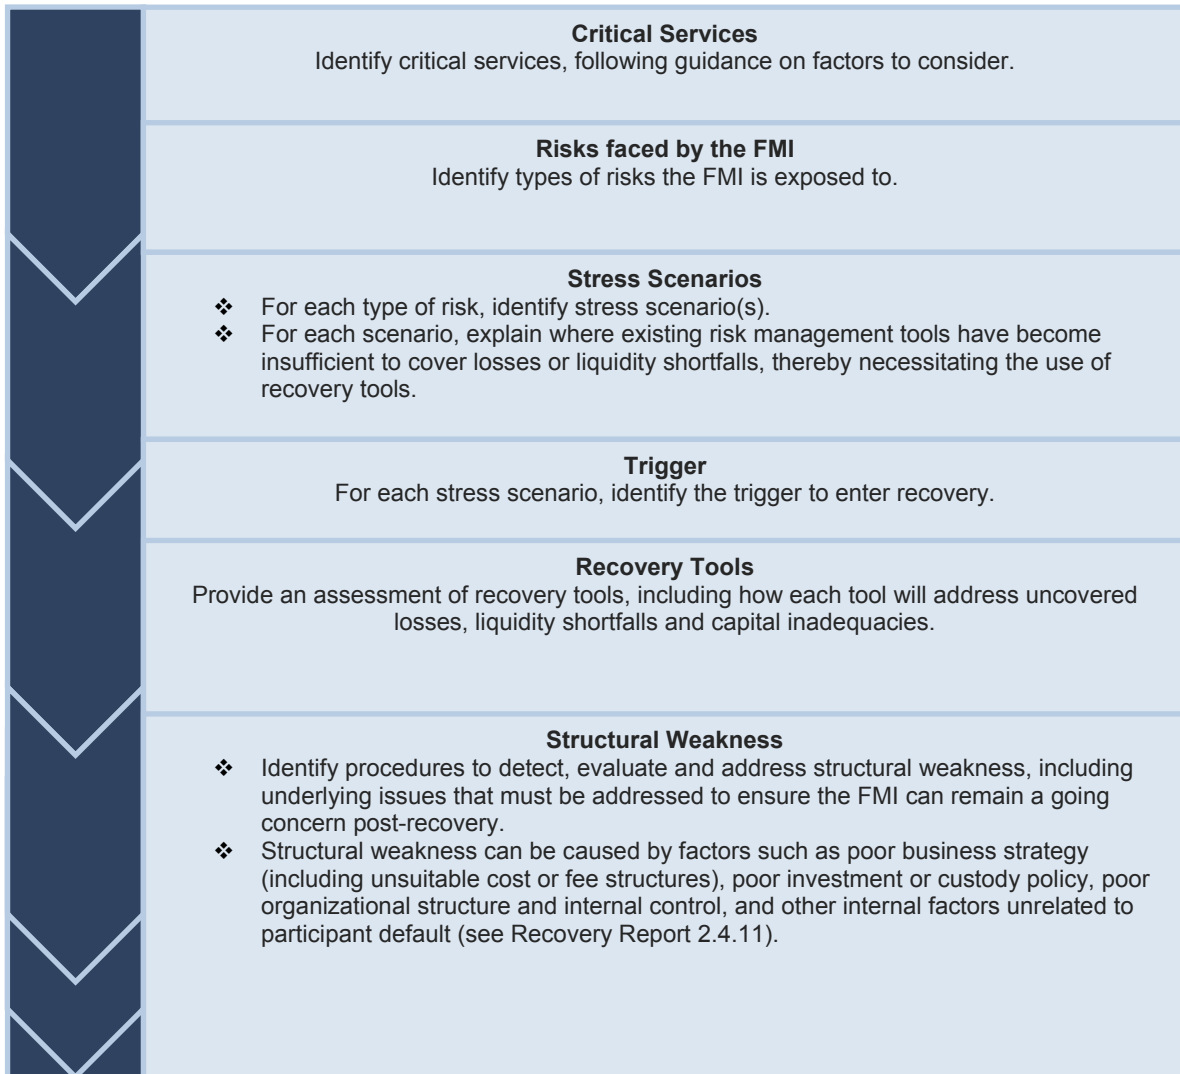 Critical Services
Identify critical services, following guidance on factors to consider.
Risks faced by the FMI
Identify types of risks the FMI is exposed to.
Stress Scenarios
❖ For each type of risk, identify stress scenario(s).
❖ For each scenario, explain where existing risk management tools have become
insufficient to cover losses or liquidity shortfalls, thereby necessitating the use of
recovery tools.
Trigger
For each stress scenario, identify the trigger to enter recovery.
Recovery Tools
Provide an assessment of recovery tools, including how each tool will address uncovered
losses, liquidity shortfalls and capital inadequacies.
Structural Weakness
❖ Identify procedures to detect, evaluate and address structural weakness, including
underlying issues that must be addressed to ensure the FMI can remain a going
concern post-recovery.
❖ Structural weakness can be caused by factors such as poor business strategy
(including unsuitable cost or fee structures), poor investment or custody policy, poor
organizational structure and internal control, and other internal factors unrelated to
participant default (see Recovery Report 2.4.11).